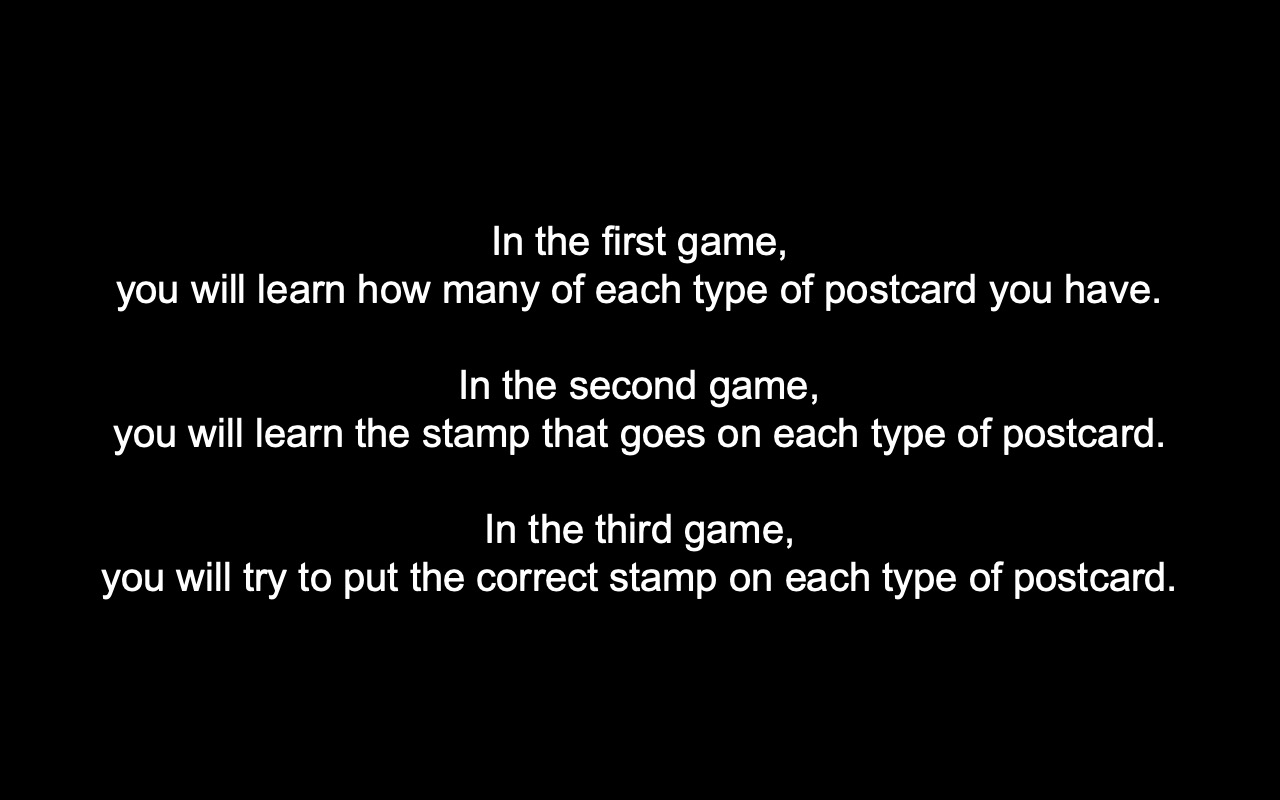 In the first game,
you will learn how many of each type of postcard you have.
In the second game,
you will learn the stamp that goes on each type of postcard.
In the third game,
you will try to put the correct stamp on each type of postcard.